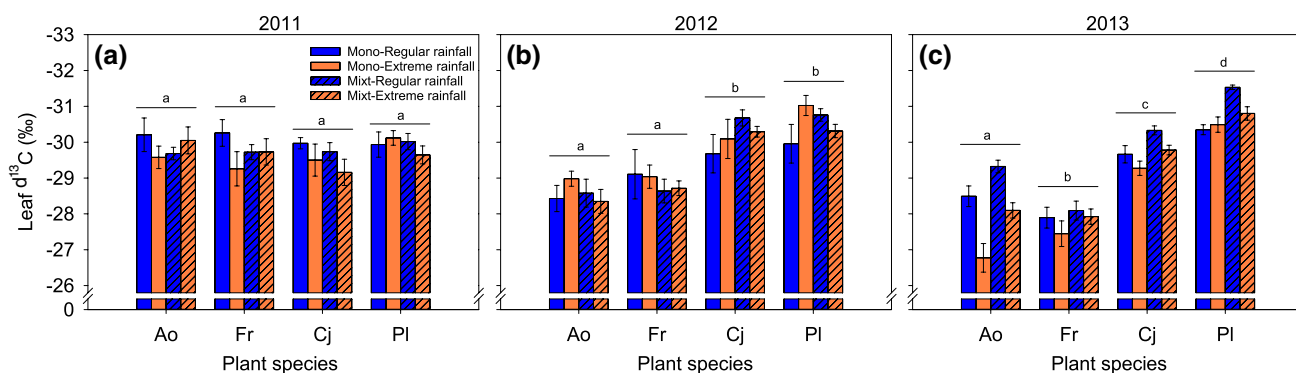 2011 2012 2013
(a) (b) (c)
Mono-Regular rainfall
Mono-Extreme rainfall
Mixt-Regular rainfall
Mixt-Extreme rainfall
Leaf d13C (‰)
-33
-32
-31
-30
-29
-28
-27
-26
0
a a a a
a a b b
a b c d
Ao Fr Cj Pl Ao Fr Cj Pl Ao Fr Cj Pl
Plant species Plant species Plant species